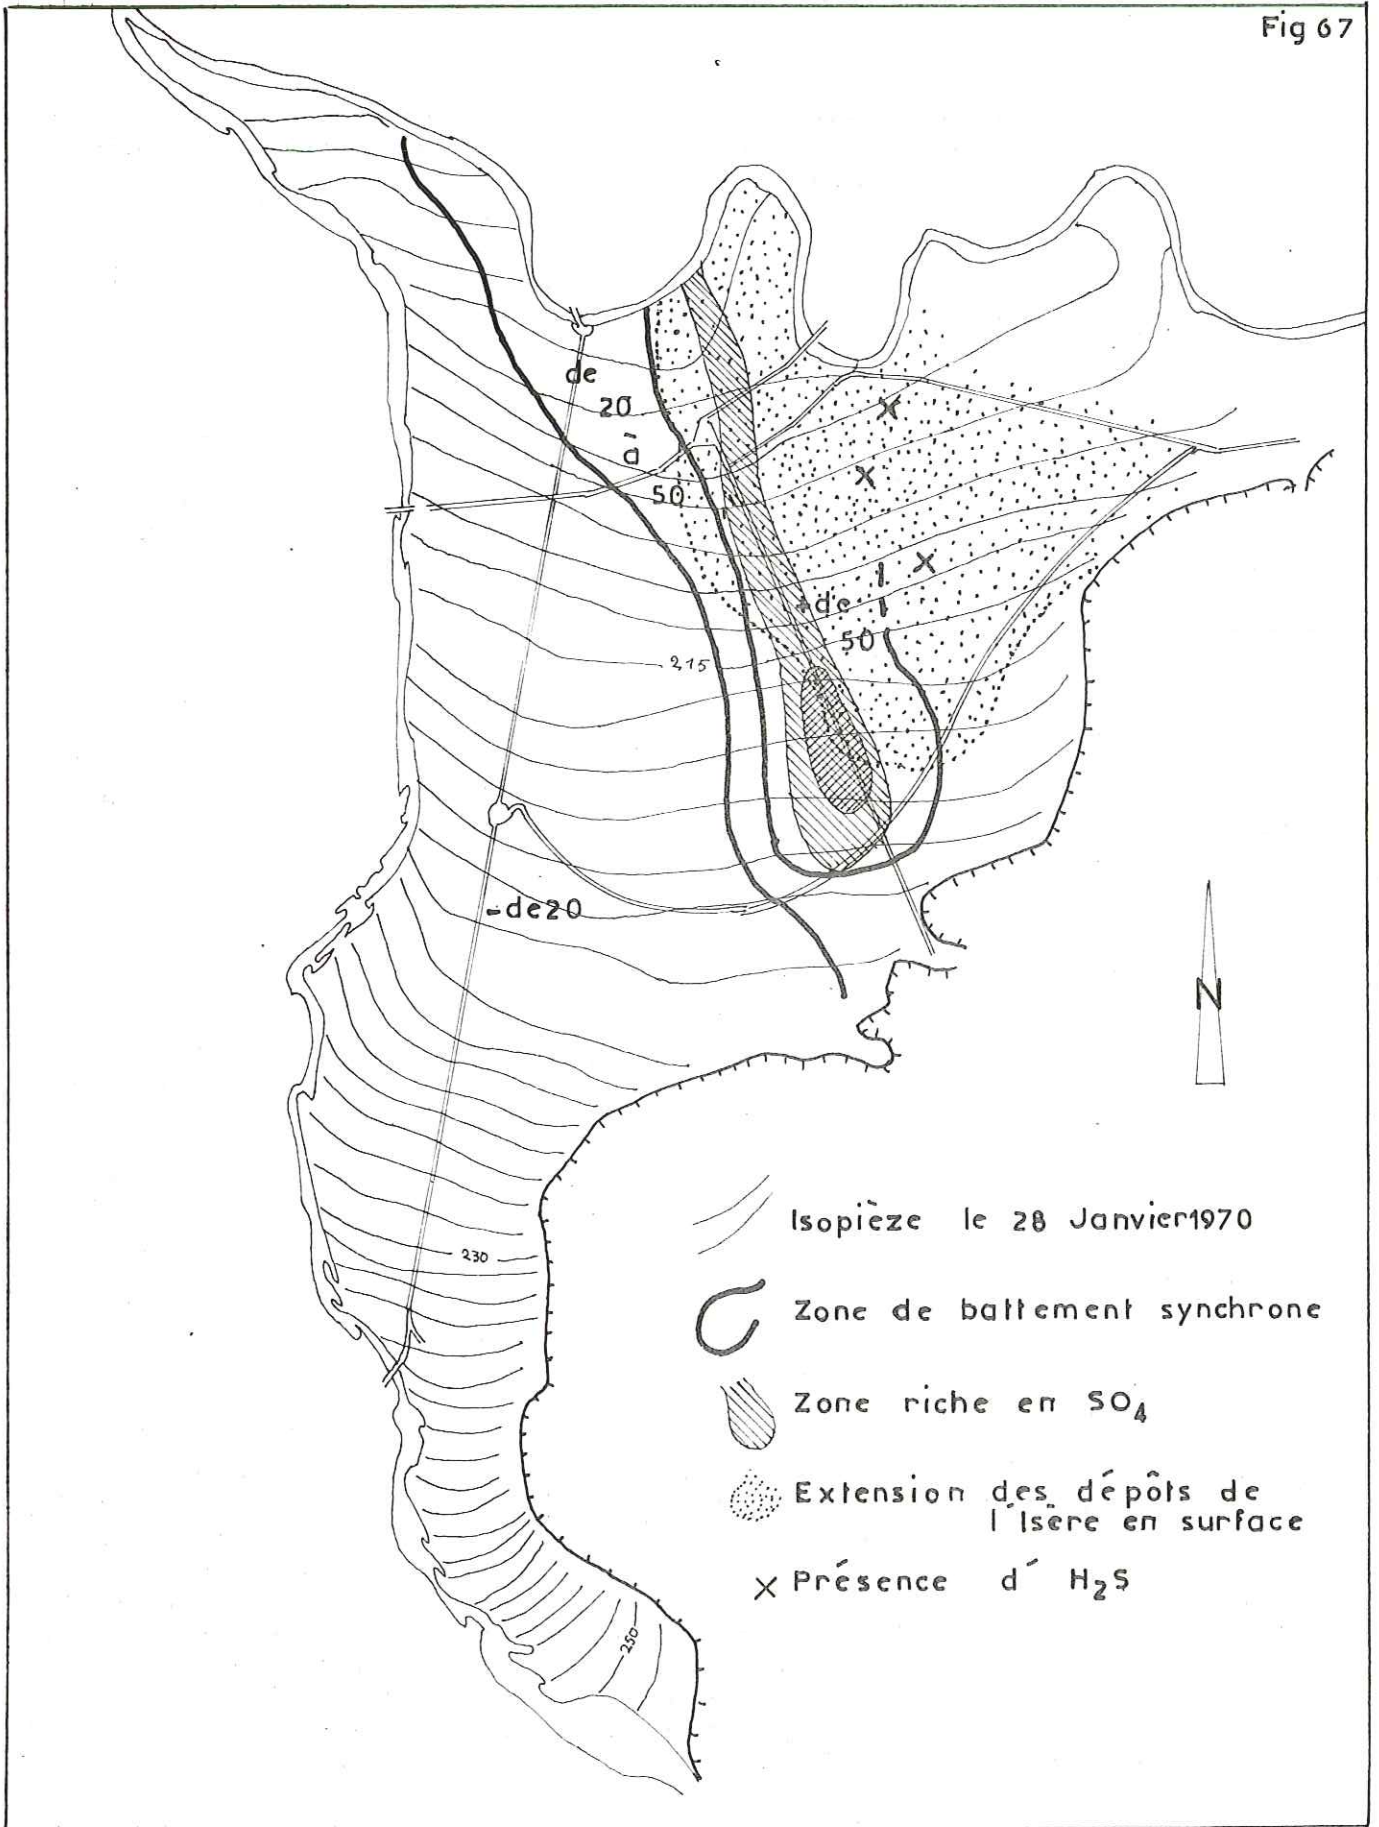 Fig 67
de
20
à
50
+de
50
215
-de20
N
230
250
Isopièze le 28 Janvier1970
Zone de battement synchrone
Zone riche en SO4
Extension des dépôts de
l'Isère en surface
Présence d' H2S